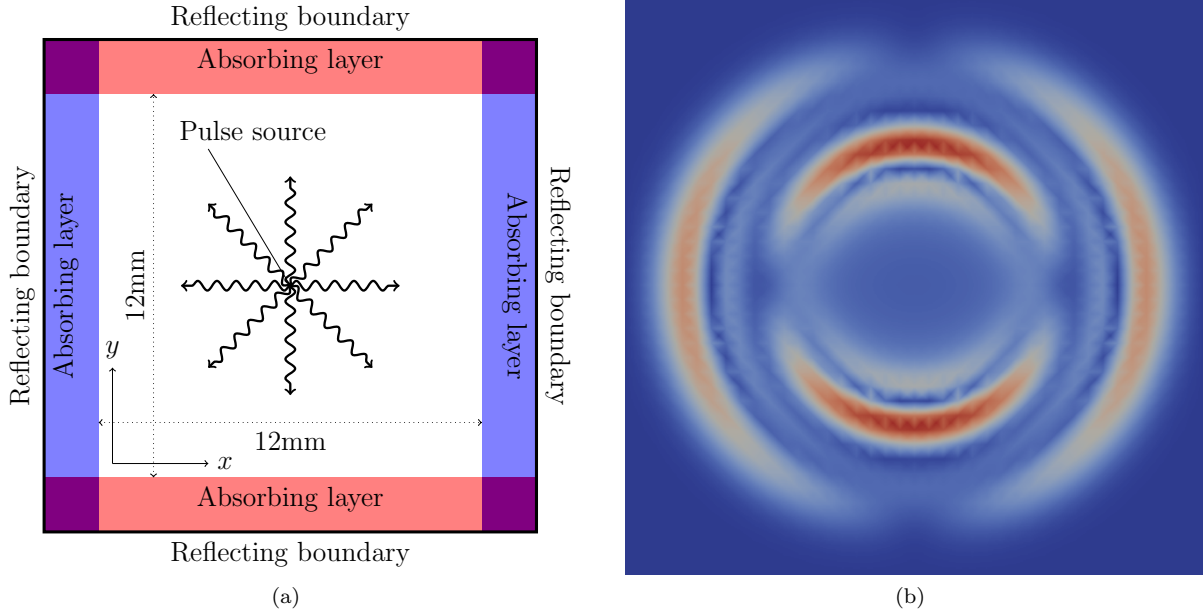 Reflecting boundary
Absorbing layer
Pulse source
Reflecting boundary
Absorbing layer
12mm
Absorbing layer
Reflecting boundary
y
12mm
x
Absorbing layer
Reflecting boundary
(a)
(b)